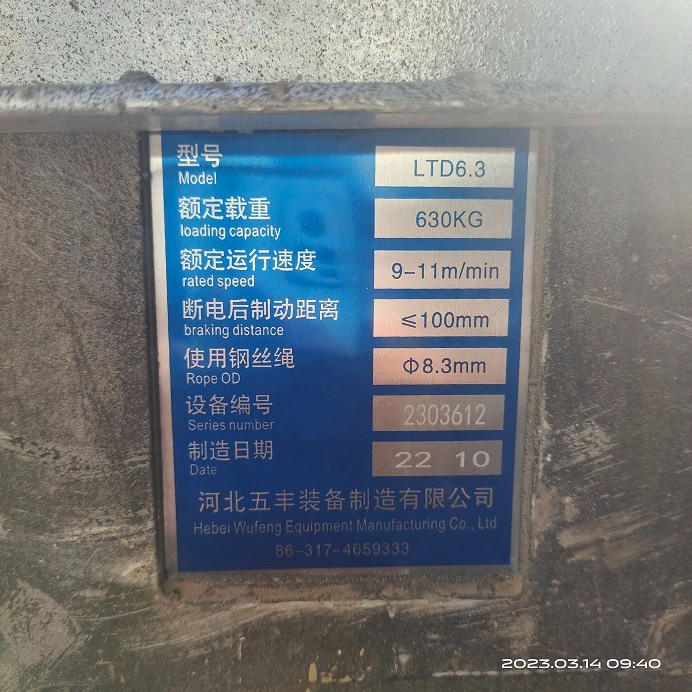 型号 LTD6.3
Model
额定载重 630KG
loading capacity
额定运行速度 9-11m/min
rated speed
断电后制动距离 ≤100mm
braking distance
使用钢丝绳 Φ8.3mm
Rope OD
设备编号 2303612
Series number
制造日期 22 10
Date
河北五丰装备制造有限公司
Hebei Wufeng Equipment Manufacturing Co., Ltd
86-317-4659333
2023.03.14 09:40